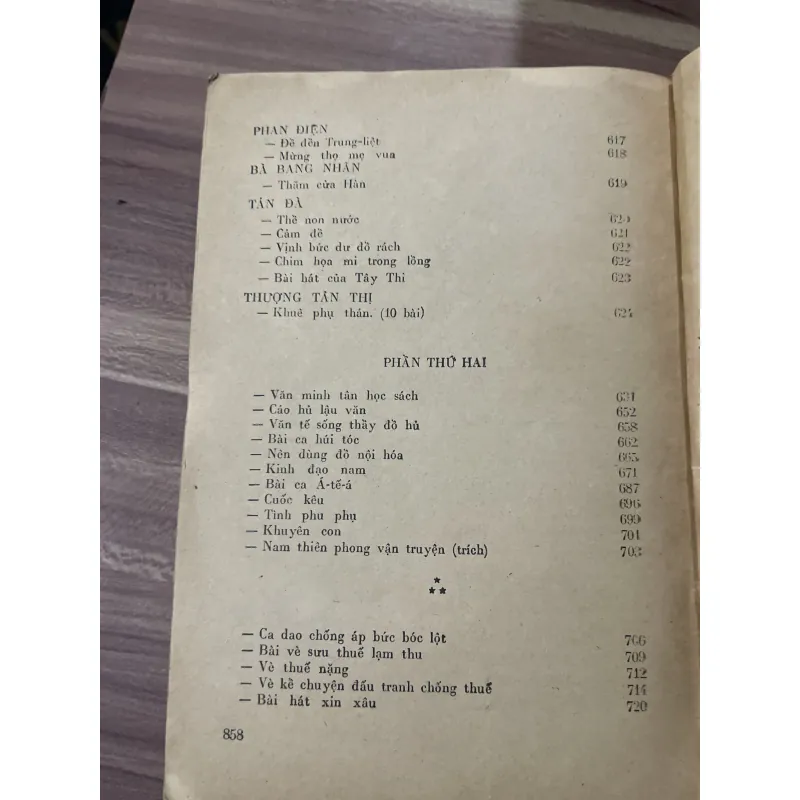 PHAN ĐIỆN
— Đề đền Trung-liệt 617
— Mừng thọ mẹ vua 618
BÀ BANG NHÃN
— Thăm cửa Hàn 619
TẢN ĐÀ
— Thề non nước 620
— Cảm đề 621
— Vịnh bức dư đồ rách 622
— Chim họa mi trong lồng 622
— Bài hát của Tây Thi 623
THƯỢNG TÂN THỊ
— Khuê phụ thán. (10 bài) 624
PHẦN THỨ HAI
— Văn minh tân học sách 631
— Cáo hủ lậu văn 652
— Văn tế sống thầy đồ hủ 658
— Bài ca húi tóc 662
— Nên dùng đồ nội hóa 665
— Kinh đạo nam 671
— Bài ca Á-tế-á 687
— Cuốc kêu 696
— Tình phu phụ 699
— Khuyên con 701
— Nam thiên phong vận truyện (trích) 703
*
* *
— Ca dao chống áp bức bóc lột 706
— Bài vè sưu thuế lạm thu 709
— Vè thuế nặng 712
— Vè kể chuyện đấu tranh chống thuế 714
— Bài hát xin xâu 720
858